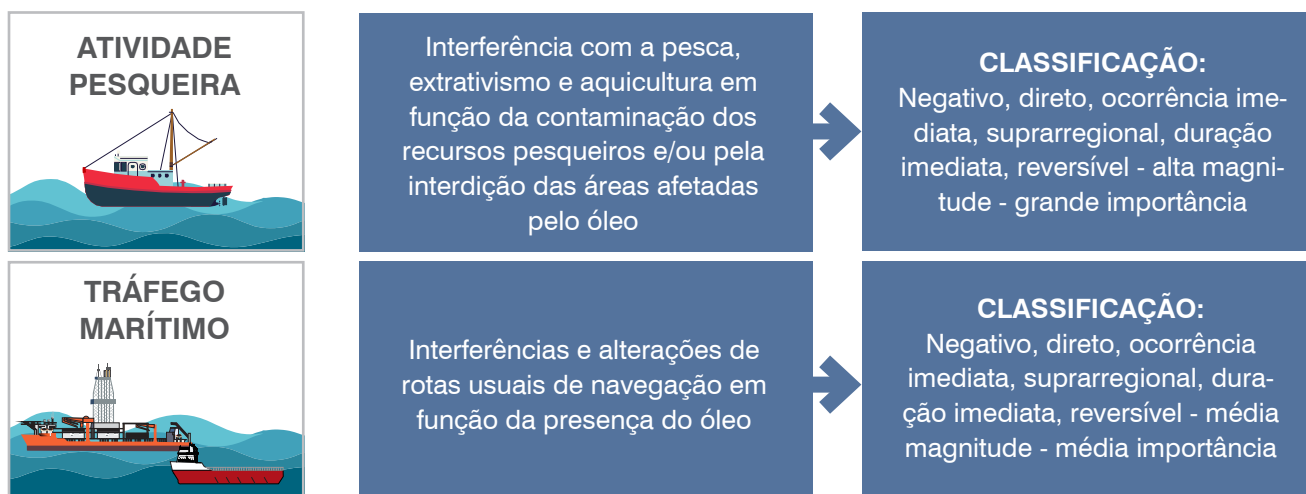 ATIVIDADE
PESQUEIRA
Interferência com a pesca,
extrativismo e aquicultura em
função da contaminação dos
recursos pesqueiros e/ou pela
interdição das áreas afetadas
pelo óleo
CLASSIFICAÇÃO:
Negativo, direto, ocorrência ime-
diata, suprarregional, duração
imediata, reversível - alta magni-
tude - grande importância
TRÁFEGO
MARÍTIMO
Interferências e alterações de
rotas usuais de navegação em
função da presença do óleo
CLASSIFICAÇÃO:
Negativo, direto, ocorrência
imediata, suprarregional, dura-
ção imediata, reversível - média
magnitude - média importância